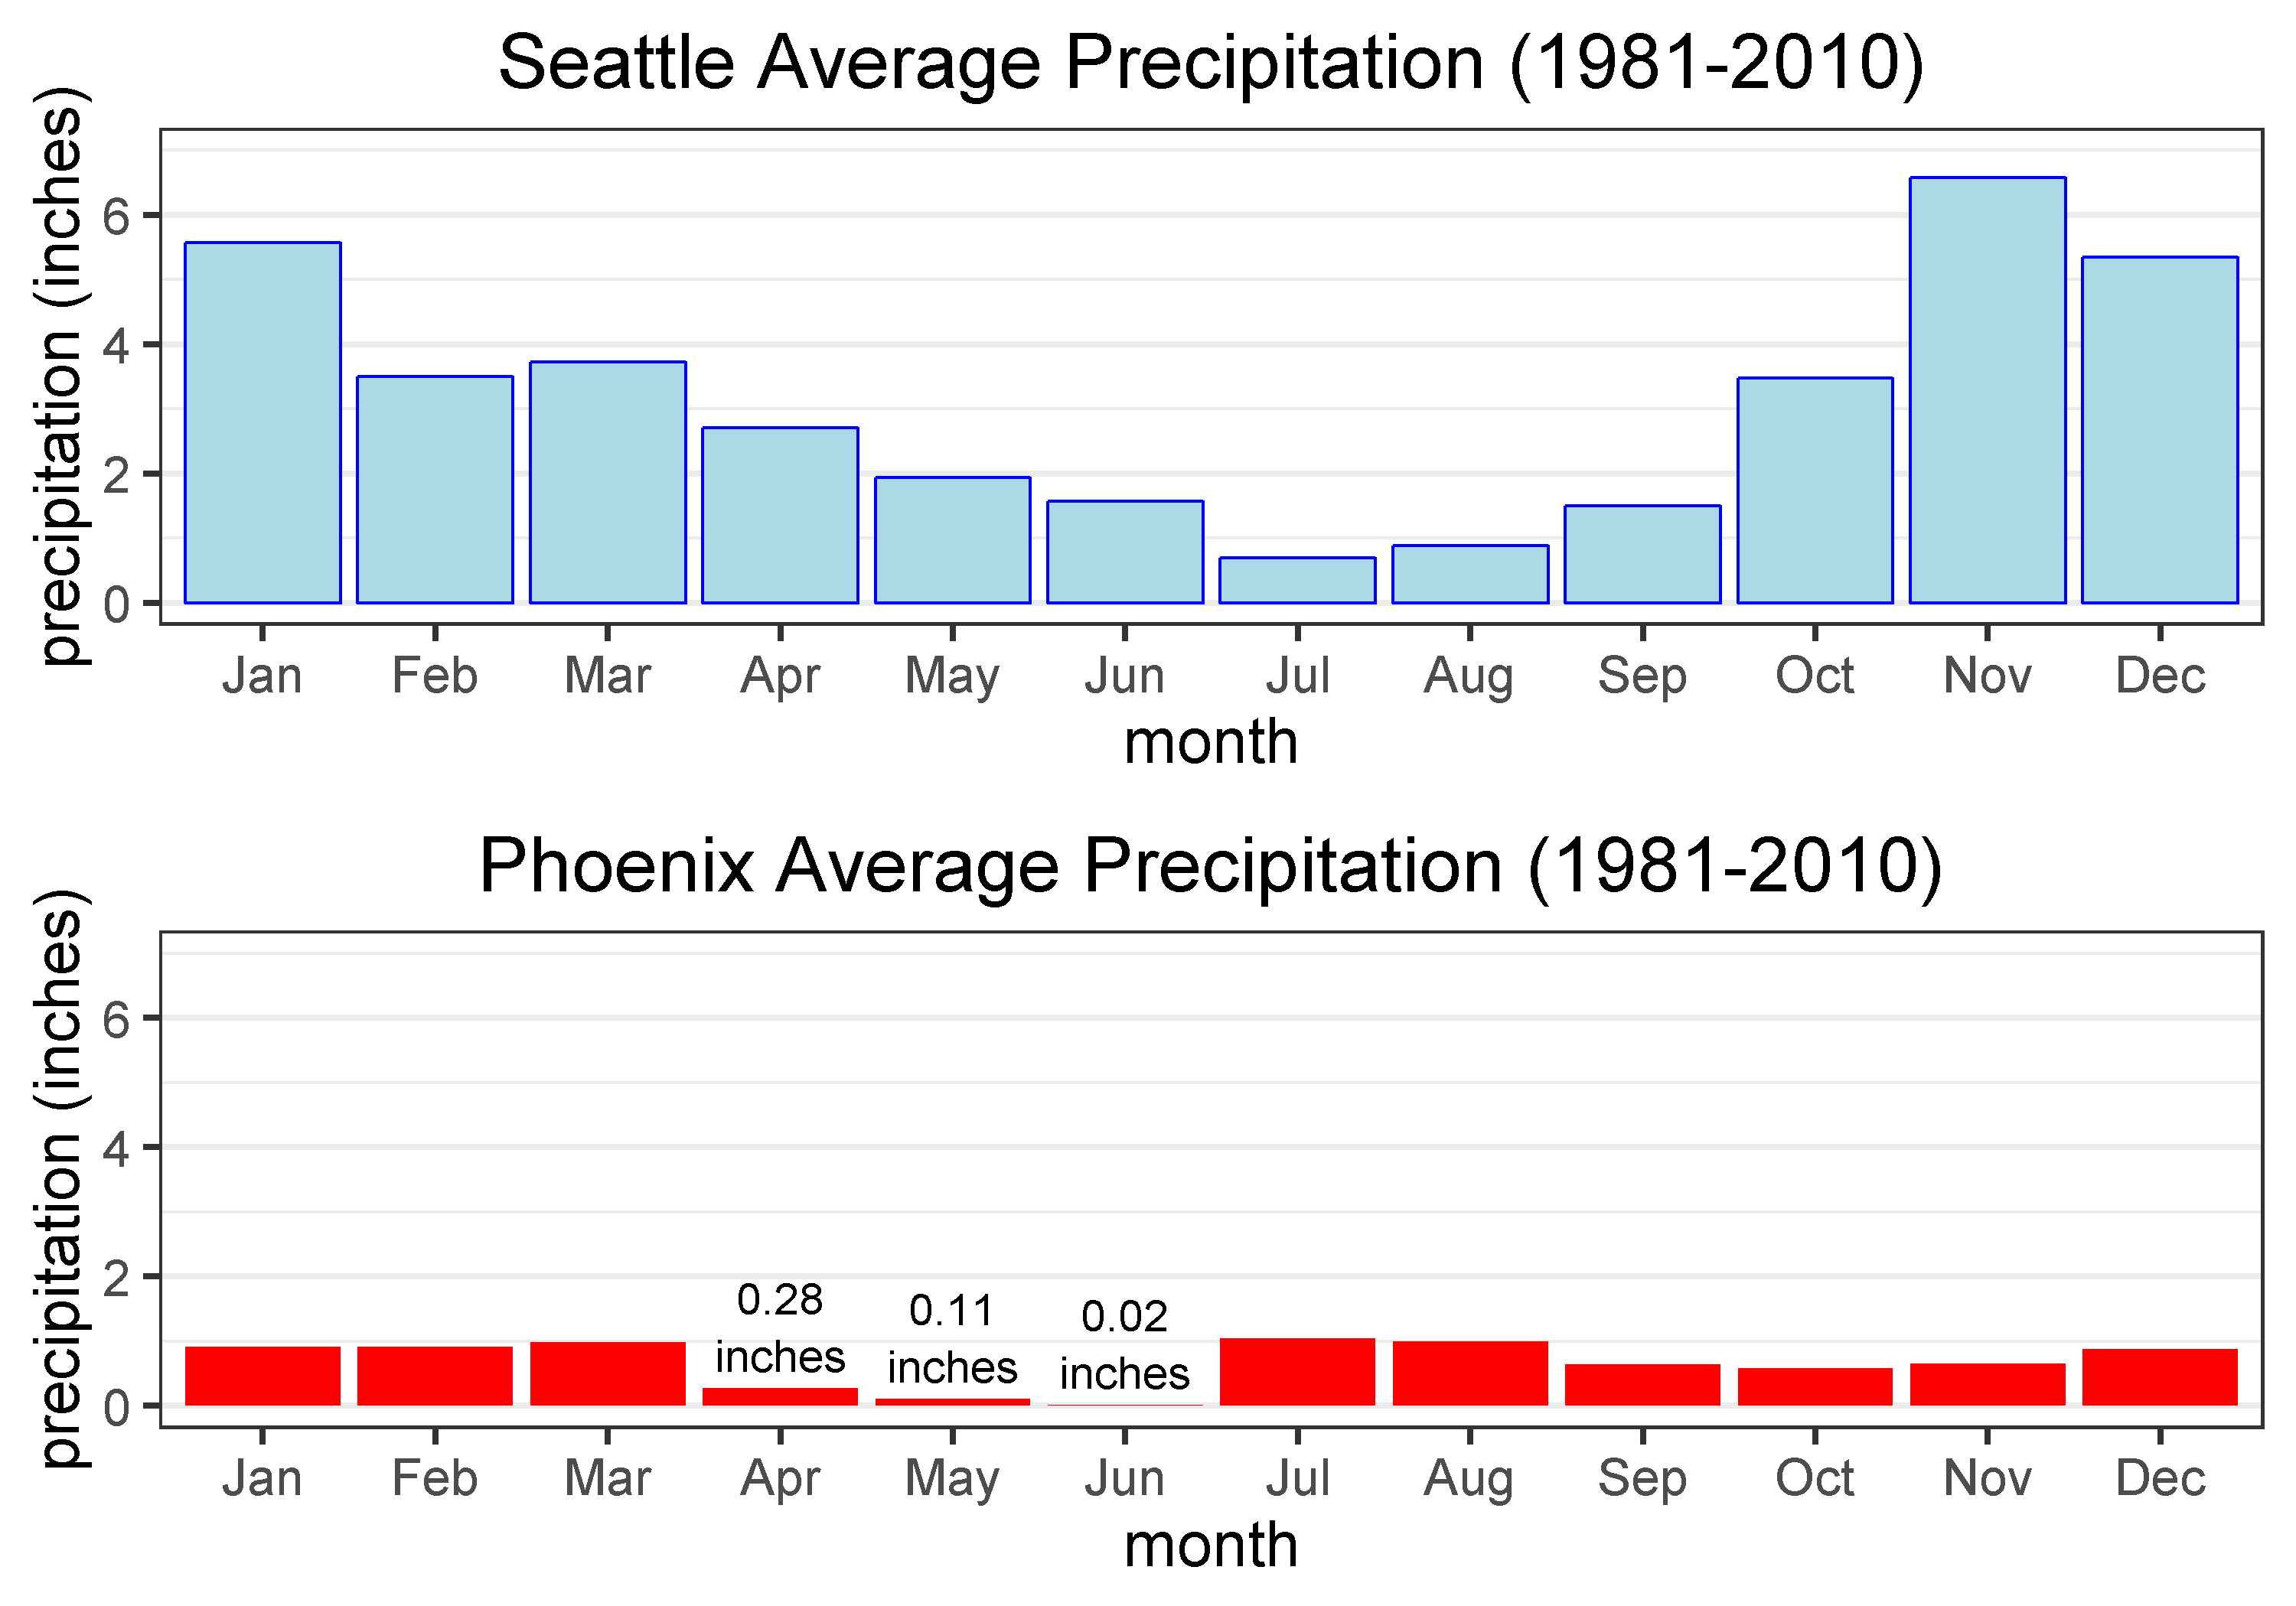 Seattle Average Precipitation (1981-2010)
precipitation (inches)
6
4
2
0
Jan Feb Mar Apr May Jun Jul Aug Sep Oct Nov Dec
month
Phoenix Average Precipitation (1981-2010)
precipitation (inches)
6
4
2
0
0.28
inches
0.11
inches
0.02
inches
Jan Feb Mar Apr May Jun Jul Aug Sep Oct Nov Dec
month